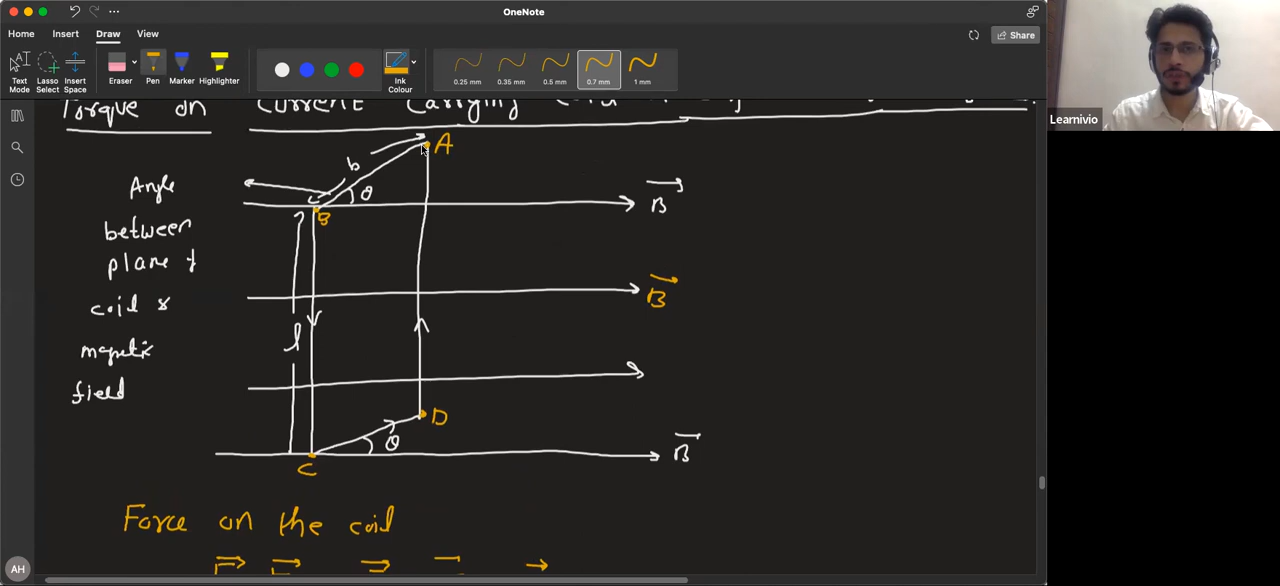 OneNote
Home Insert Draw View
Share
Text Mode
Lasso Select
Insert Space
Eraser
Pen
Marker
Highlighter
Ink Colour
0.25 mm
0.35 mm
0.5 mm
0.7 mm
1 mm
Learnivio
Torque on Current Carrying
A
b
θ
B
B
Angle
between
plane of
coil &
magnetic
field
B
l
D
θ
C
B
Force on the coil
AH